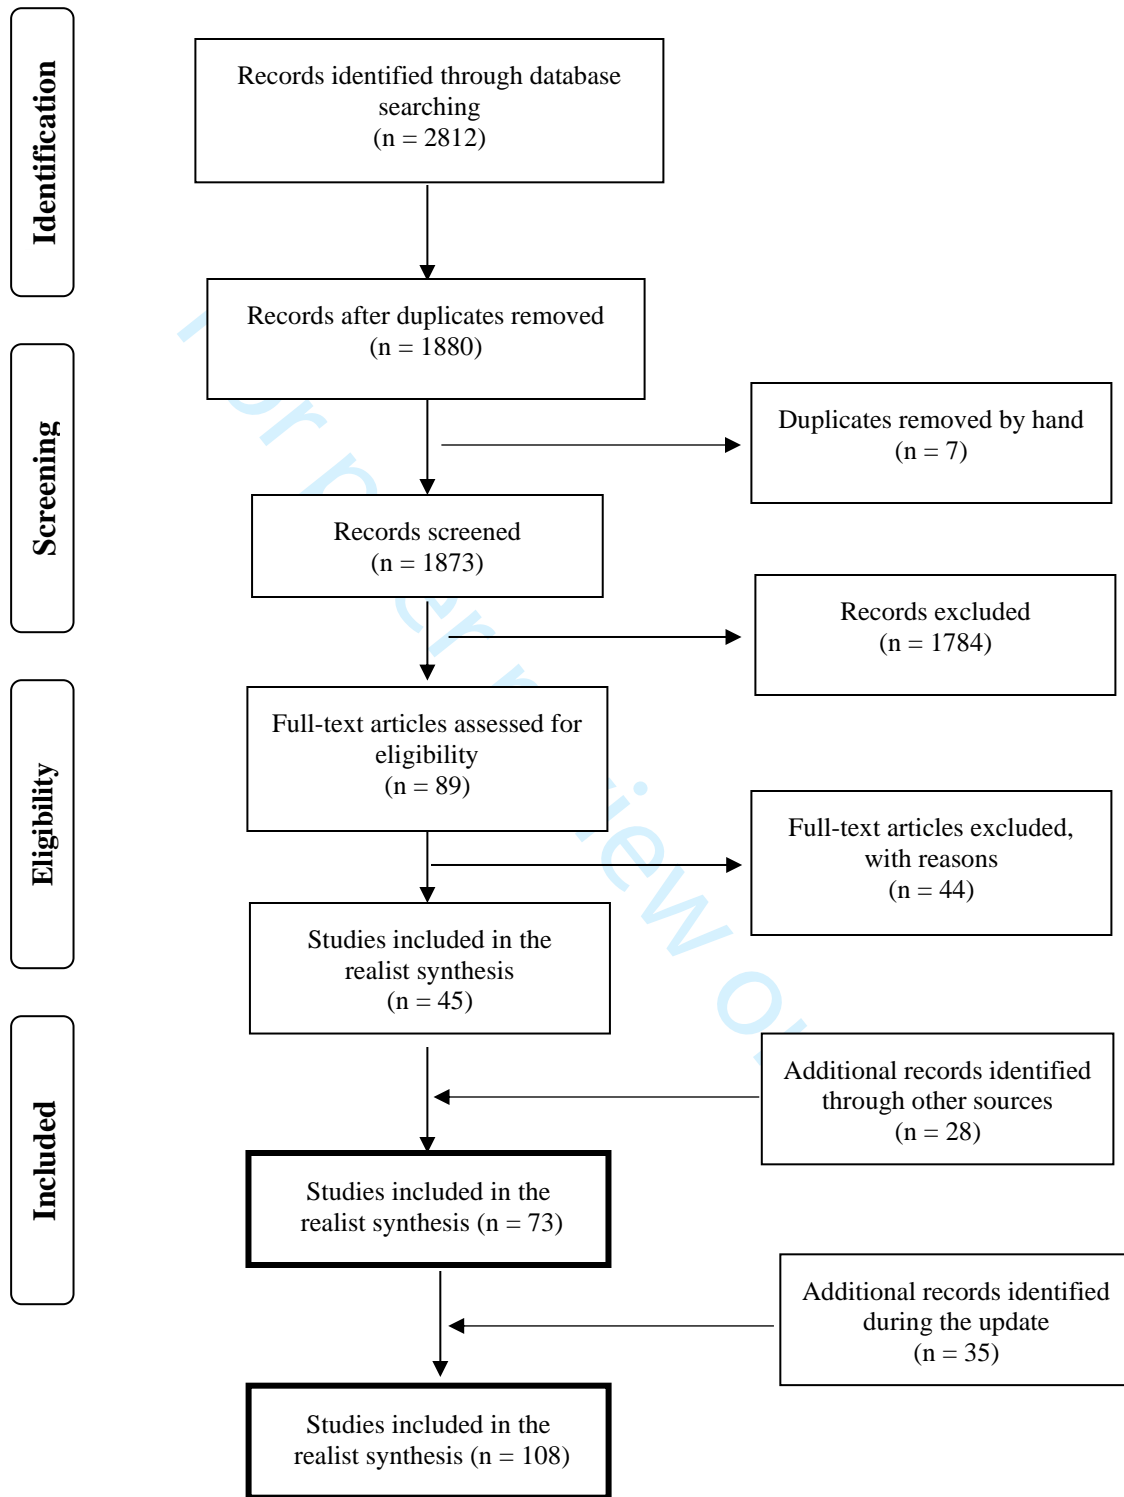 Identification
Records identified through database
searching
(n = 2812)
Records after duplicates removed
(n = 1880)
Screening
Duplicates removed by hand
(n = 7)
Records screened
(n = 1873)
Records excluded
(n = 1784)
Eligibility
Full-text articles assessed for
eligibility
(n = 89)
Full-text articles excluded,
with reasons
(n = 44)
Studies included in the
realist synthesis
(n = 45)
Included
Additional records identified
through other sources
(n = 28)
Studies included in the
realist synthesis (n = 73)
Additional records identified
during the update
(n = 35)
Studies included in the
realist synthesis (n = 108)